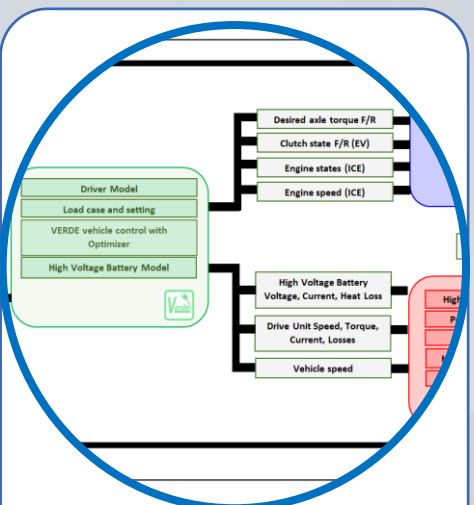 Desired axle torque F/R
Clutch state F/R (EV)
Engine states (ICE)
Engine speed (ICE)
Driver Model
Load case and setting
VERDE vehicle control with
Optimizer
High Voltage Battery Model
Verde
High Voltage Battery
Voltage, Current, Heat Loss
Drive Unit Speed, Torque,
Current, Losses
Vehicle speed
High